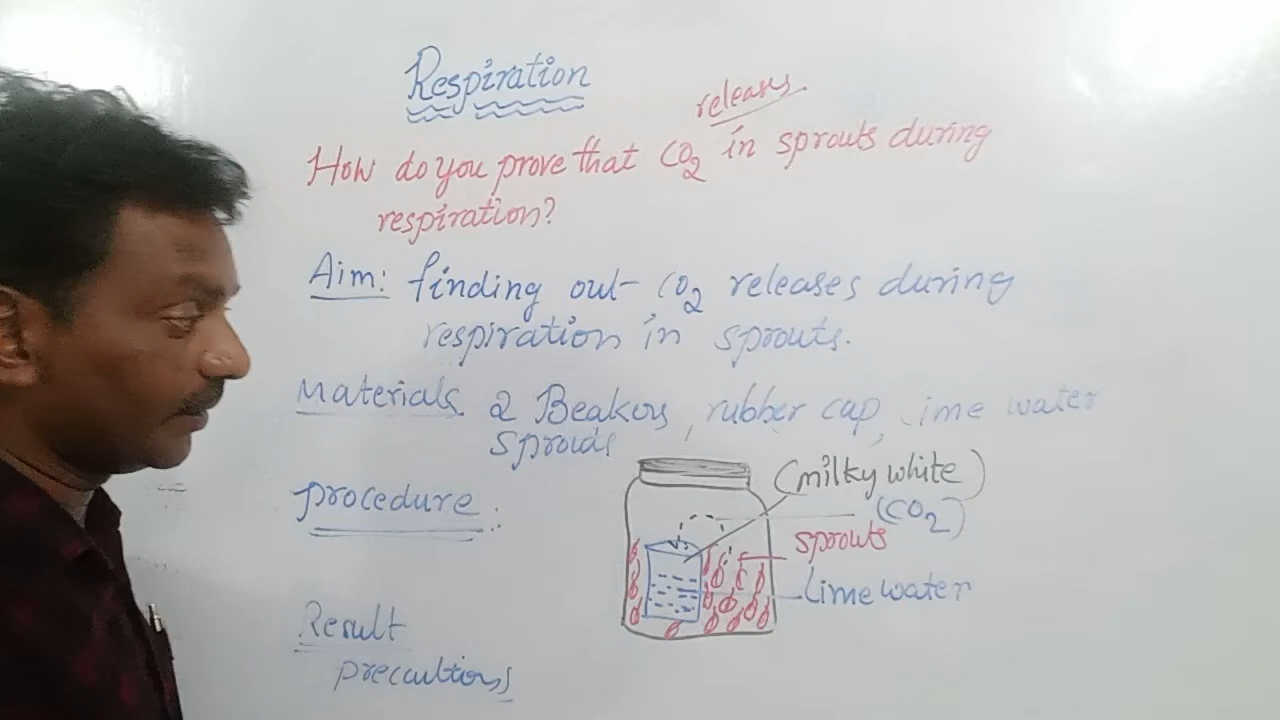 Respiration
releases
How do you prove that CO2 in sprouts during
respiration?
Aim: finding out CO2 releases during
respiration in sprouts.
Materials 2 Beakers, rubber cap, lime water
sprouts
procedure:
(milky white)
(CO2)
sprouts
Lime water
Result
precautions